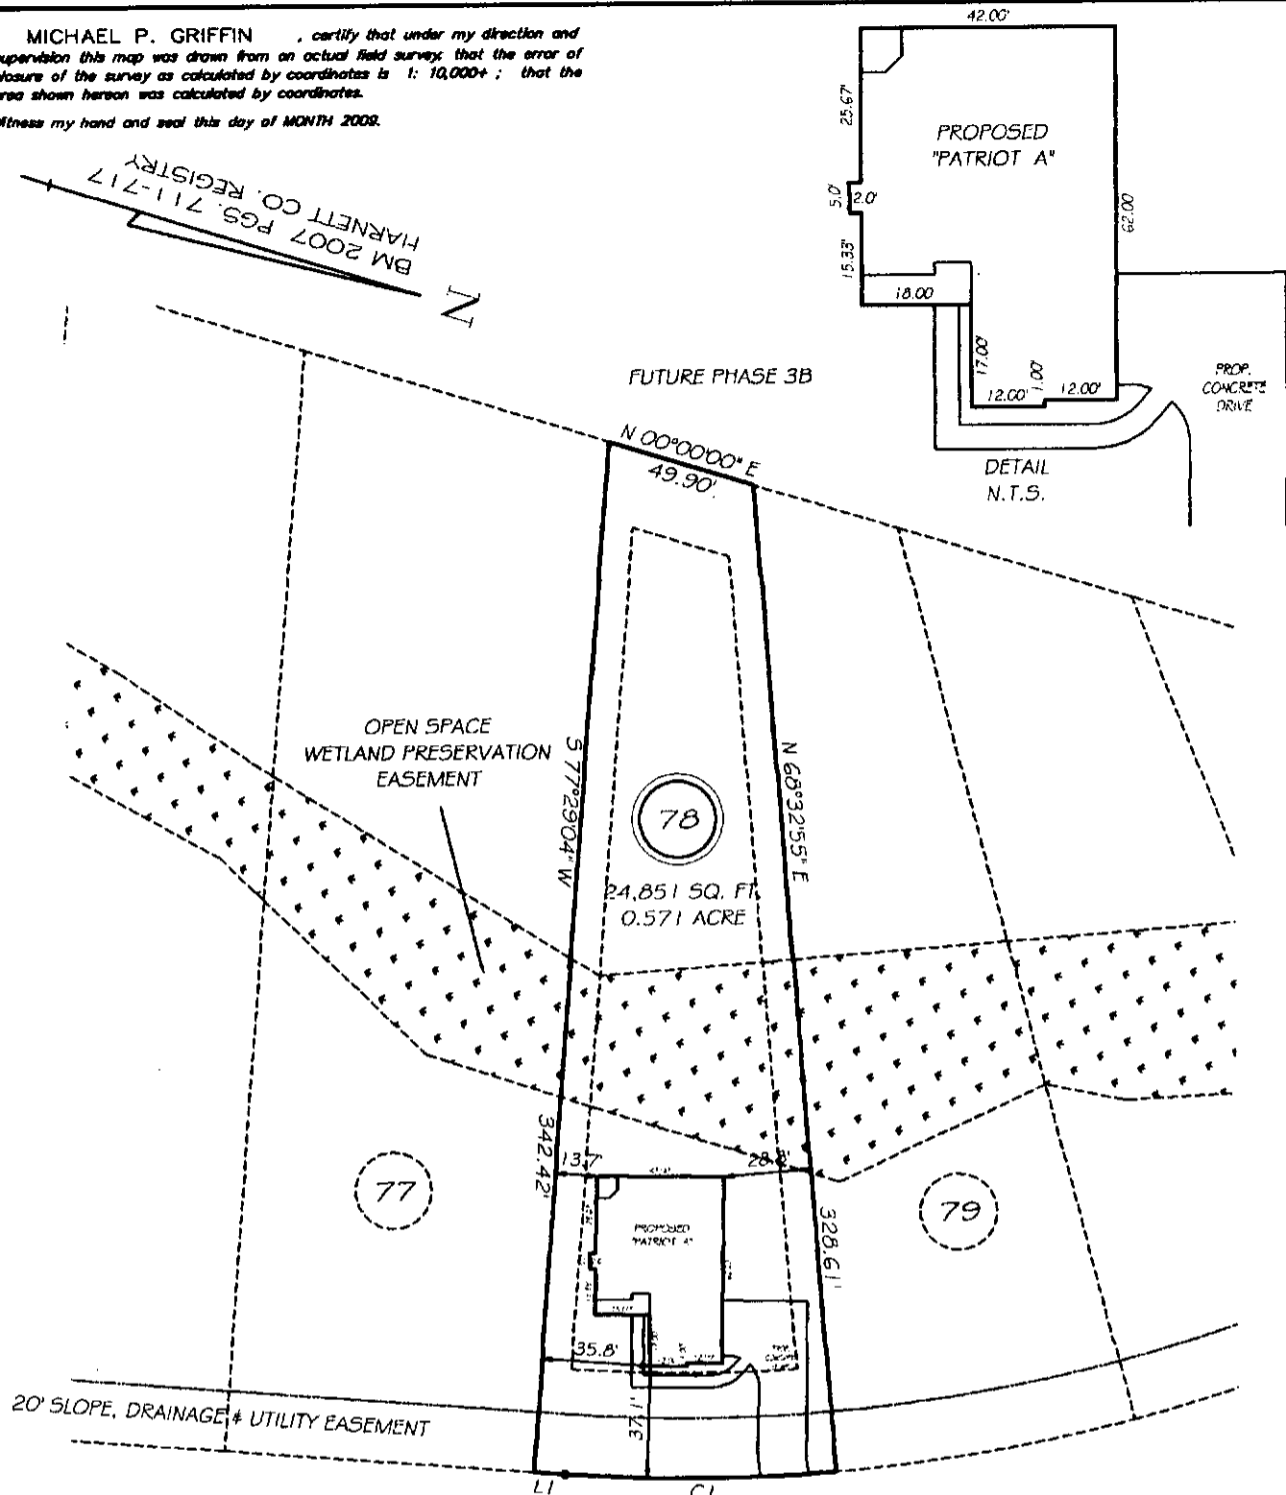 MICHAEL P. GRIFFIN , certify that under my direction and
supervision this map was drawn from an actual field survey; that the error of
closure of the survey as calculated by coordinates is 1: 10,000+ ; that the
area shown hereon was calculated by coordinates.
Witness my hand and seal this day of MONTH 2009.
BM 2007 PGS. 711-717
HARNETT CO. REGISTRY
N
42.00'
25.67'
PROPOSED
"PATRIOT A"
5.0'
2.0'
62.00
15.33'
18.00
17.00'
1.00'
12.00'
12.00'
PROP.
CONCRETE
DRIVE
DETAIL
N.T.S.
FUTURE PHASE 3B
N 00°00'00" E
49.90'
OPEN SPACE
WETLAND PRESERVATION
EASEMENT
S 77°29'04" W
N 68°32'55" E
78
24,851 SQ. FT.
0.571 ACRE
342.42'
13.7'
77
PROPOSED
"PATRIOT A"
328.61'
79
35.8'
37.1'
20' SLOPE, DRAINAGE & UTILITY EASEMENT
L1
C1